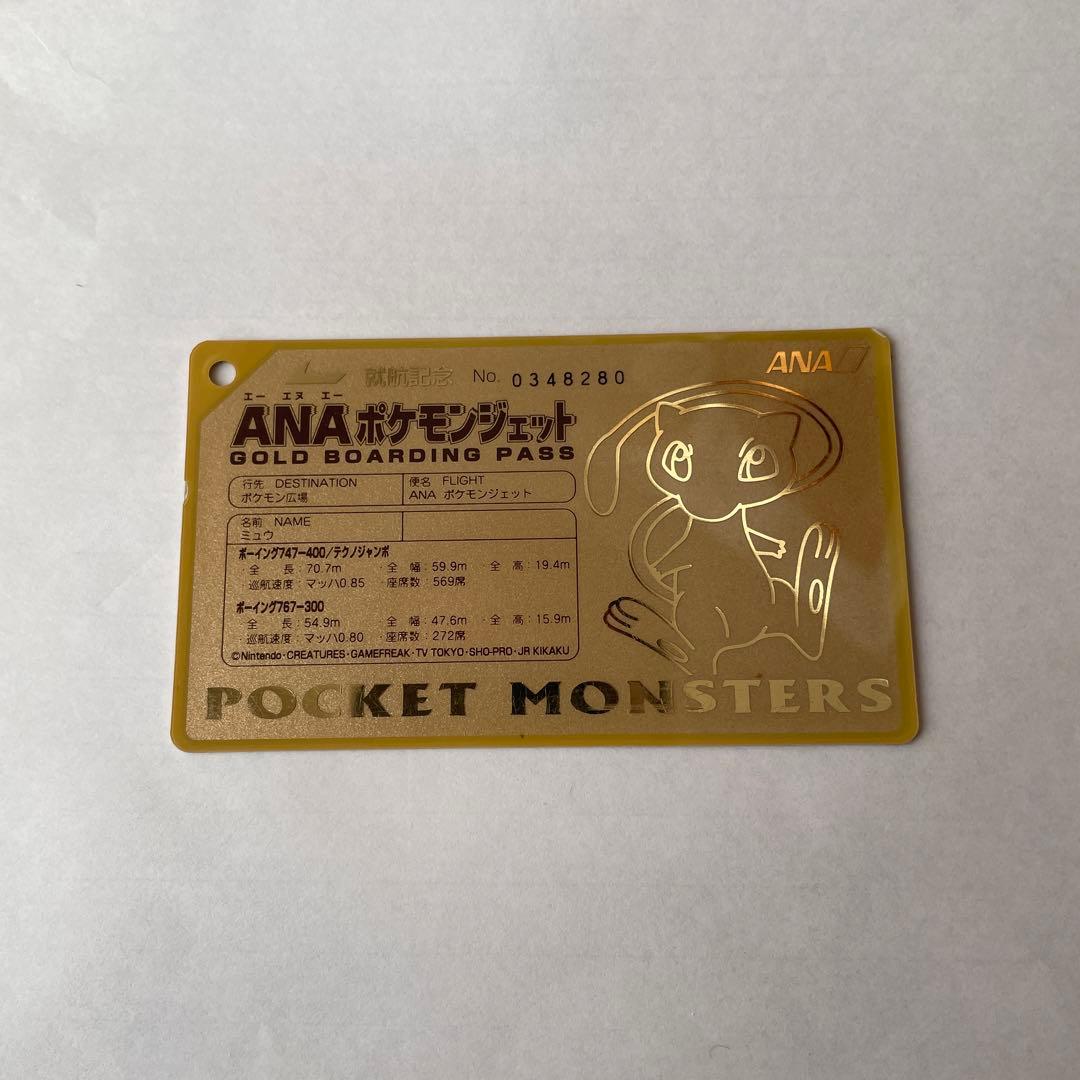 就航記念 No. 0348280
ANA
エー エヌ エー
ANAポケモンジェット
GOLD BOARDING PASS
行先 DESTINATION
ポケモン広場
便名 FLIGHT
ANA ポケモンジェット
名前 NAME
ミュウ
ボーイング747-400/テクノジャンボ
・全 長:70.7m ・全 幅:59.9m ・全 高:19.4m
・巡航速度:マッハ0.85 ・座席数:569席
ボーイング767-300
・全 長:54.9m ・全 幅:47.6m ・全 高:15.9m
・巡航速度:マッハ0.80 ・座席数:272席
©Nintendo・CREATURES・GAMEFREAK・TV TOKYO・SHO-PRO・JR KIKAKU
POCKET MONSTERS